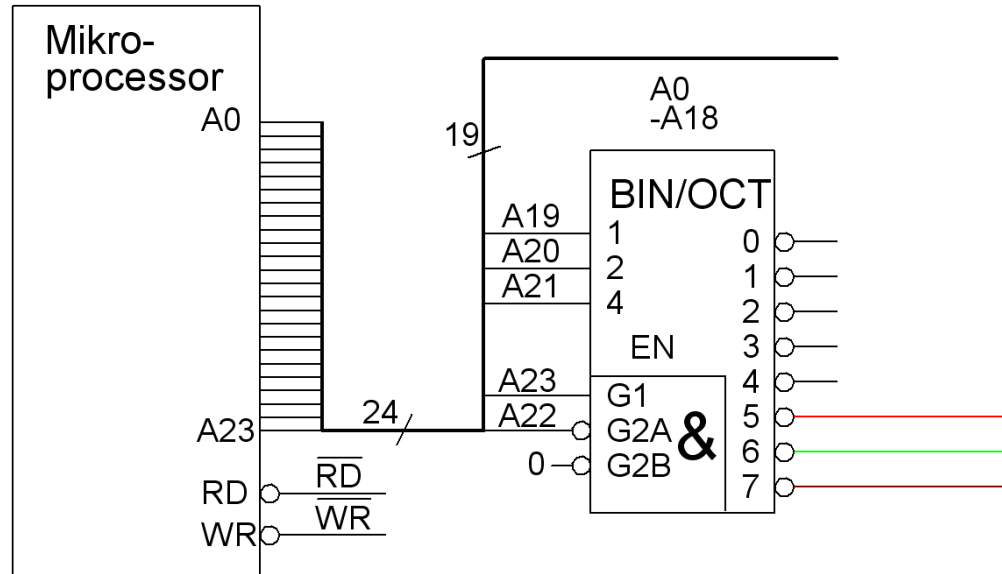 Mikro-
processor
A0
A23
RD
WR
RD
WR
24
19
A0
-A18
A19
A20
A21
A23
A22
0
BIN/OCT
1
2
4
EN
G1
G2A
G2B
&
0
1
2
3
4
5
6
7